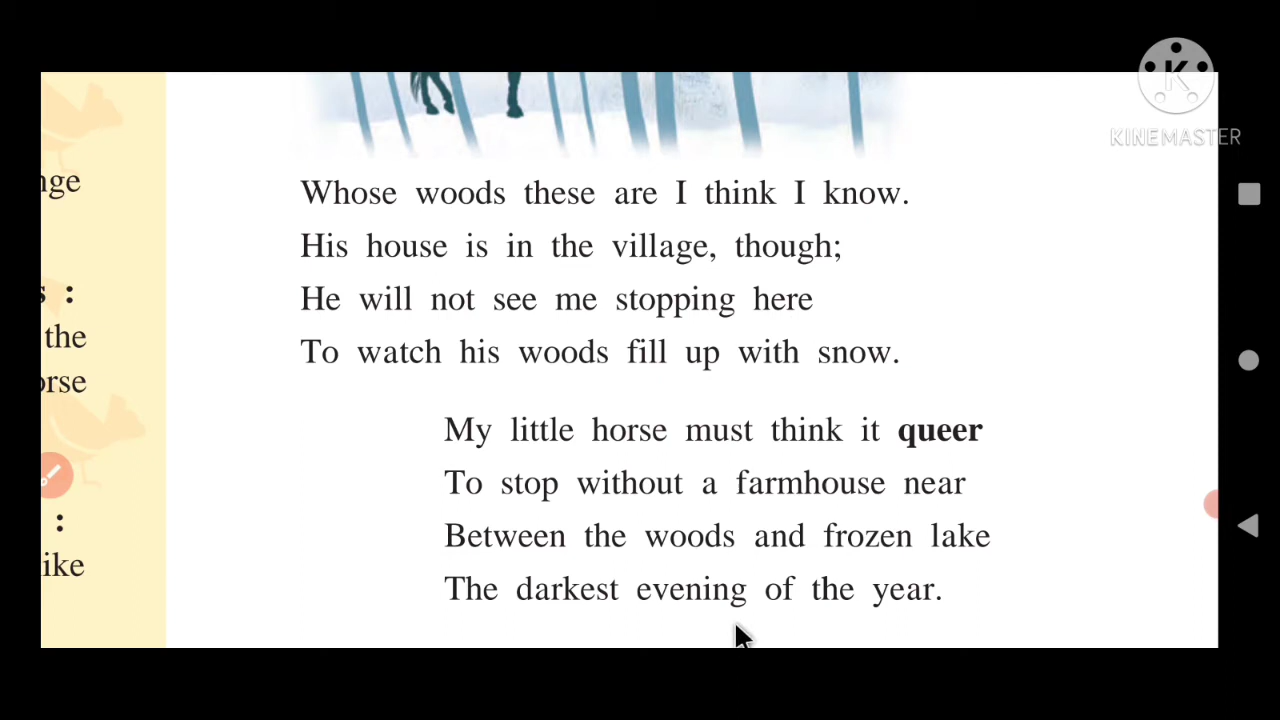 KINEMASTER
Whose woods these are I think I know.
His house is in the village, though;
He will not see me stopping here
To watch his woods fill up with snow.
My little horse must think it queer
To stop without a farmhouse near
Between the woods and frozen lake
The darkest evening of the year.
the
:
ike